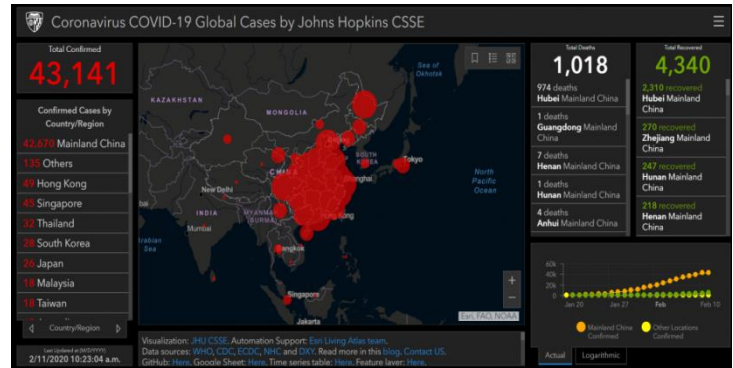 Coronavirus COVID-19 Global Cases by Johns Hopkins CSSE
Total Confirmed
43,141
Confirmed Cases by
Country/Region
42,670 Mainland China
135 Others
49 Hong Kong
45 Singapore
32 Thailand
28 South Korea
26 Japan
18 Malaysia
18 Taiwan
Country/Region
Last Updated at (M/D/YYYY)
2/11/2020 10:23:04 a.m.
Sea of
Okhotsk
KAZAKHSTAN
MONGOLIA
SOUTH
Tokyo
North
Pacific
Ocean
New Delhi
INDIA
MYANMAR
(BURMA)
Mumbai
Sea
Bangkok
Singapore
Jakarta
+
−
Esri, FAO, NOAA
Visualization: JHU CSSE. Automation Support: Esri Living Atlas team.
Data sources: WHO, CDC, ECDC, NHC and DXY. Read more in this blog. Contact US.
GitHub: Here. Google Sheet: Here. Time series table: Here. Feature layer: Here.
Total Deaths
1,018
974 deaths
Hubei Mainland
China
1 deaths
Guangdong Mainland
China
7 deaths
Henan Mainland
China
1 deaths
Hunan Mainland
China
4 deaths
Anhui Mainland China
Total Recovered
4,340
2,310 recovered
Hubei Mainland
China
270 recovered
Zhejiang Mainland
China
247 recovered
Hunan Mainland
China
218 recovered
Henan Mainland
China
60k
40k
20k
0
Jan 20 Jan 27 Feb Feb 10
Mainland China
Confirmed
Other Locations
Confirmed
Actual Logarithmic